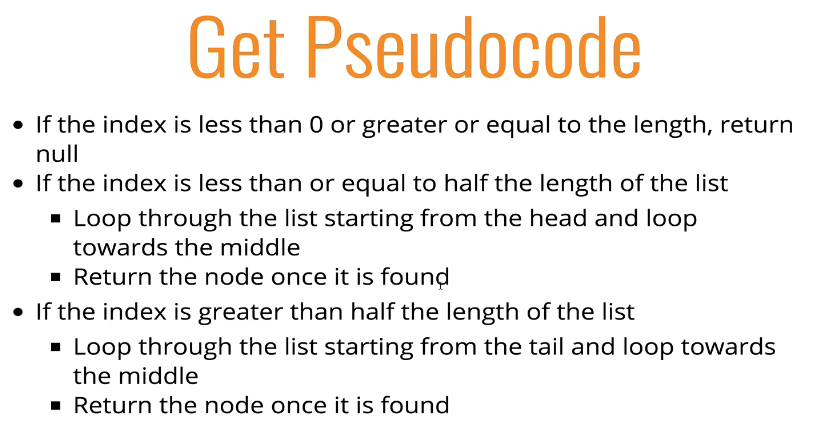 Get Pseudocode
• If the index is less than 0 or greater or equal to the length, return
null
• If the index is less than or equal to half the length of the list
▪ Loop through the list starting from the head and loop
towards the middle
▪ Return the node once it is found
• If the index is greater than half the length of the list
▪ Loop through the list starting from the tail and loop towards
the middle
▪ Return the node once it is found